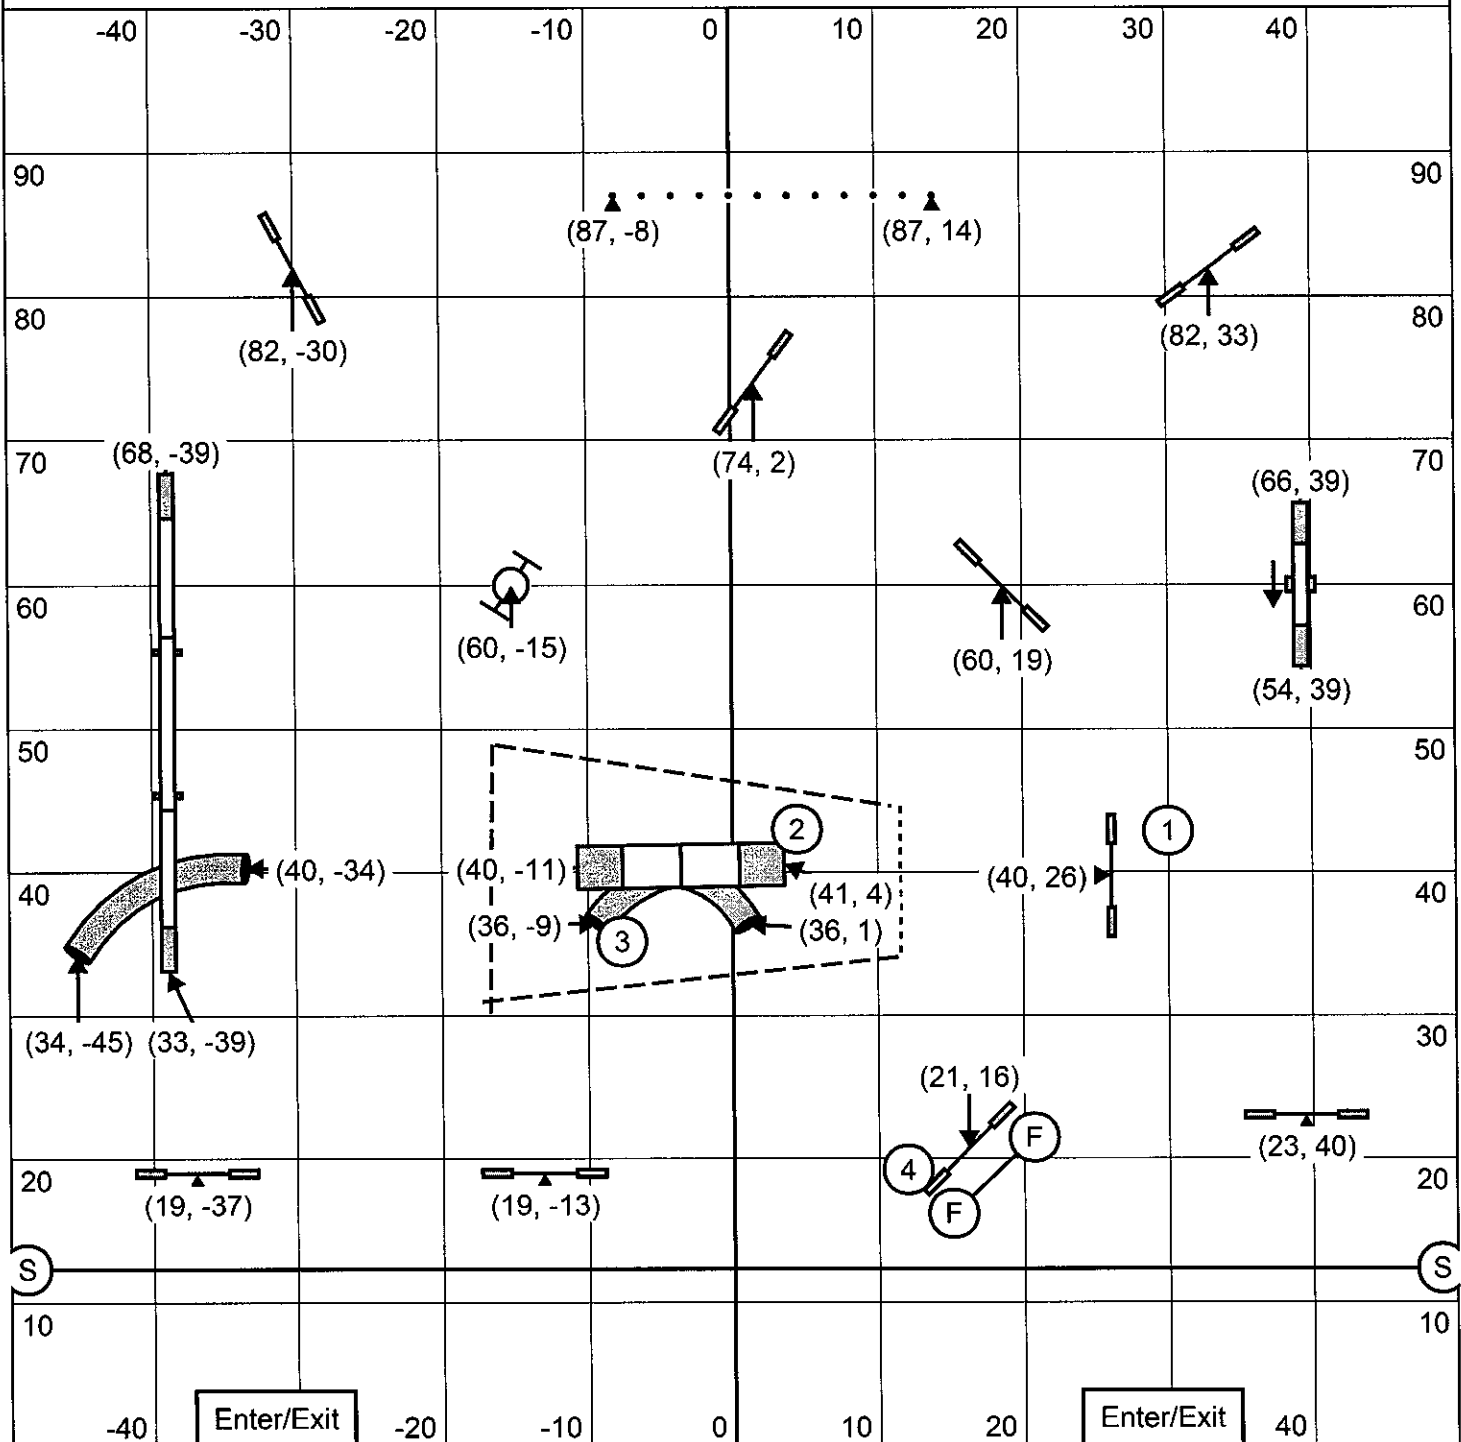 -40 -30 -20 -10 0 10 20 30 40
90 90
(87, -8) (87, 14)
80 80
(82, -30) (82, 33)
(68, -39) 70 (74, 2) 70
(66, 39)
60 60
(60, -15) (60, 19)
(54, 39)
50 50
2 1
(40, -34) (40, -11) (40, 26)
40 (41, 4) 40
(36, -9) 3 (36, 1)
(34, -45) (33, -39) 30 30
(21, 16)
F (23, 40)
4
20 20
(19, -37) (19, -13) F
S S
10 10
Enter/Exit Enter/Exit
-40 -20 -10 0 10 20 40